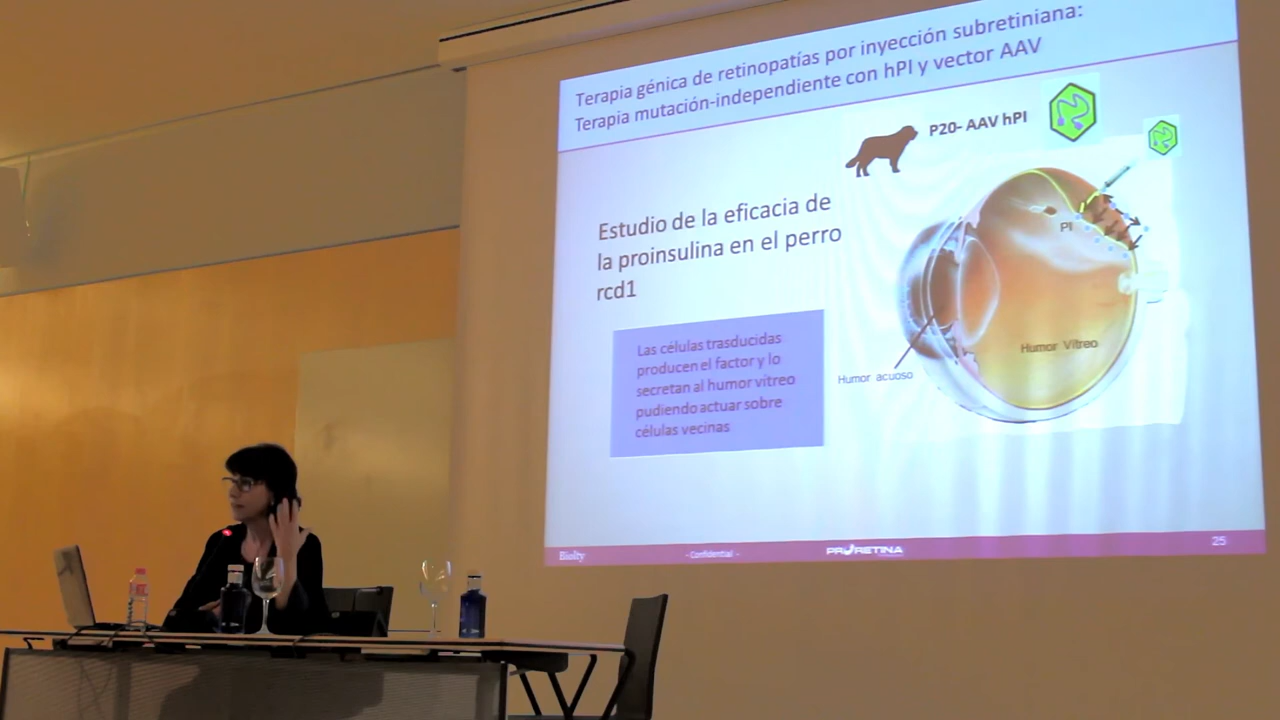 Terapia génica de retinopatías por inyección subretiniana:
Terapia mutación-independiente con hPI y vector AAV
P20- AAV hPI
Estudio de la eficacia de
la proinsulina en el perro
rcd1
PI
Las células trasducidas
producen el factor y lo
secretan al humor vítreo
pudiendo actuar sobre
células vecinas
Humor Vítreo
Humor acuoso
- Confidential -
PRORETINA
25